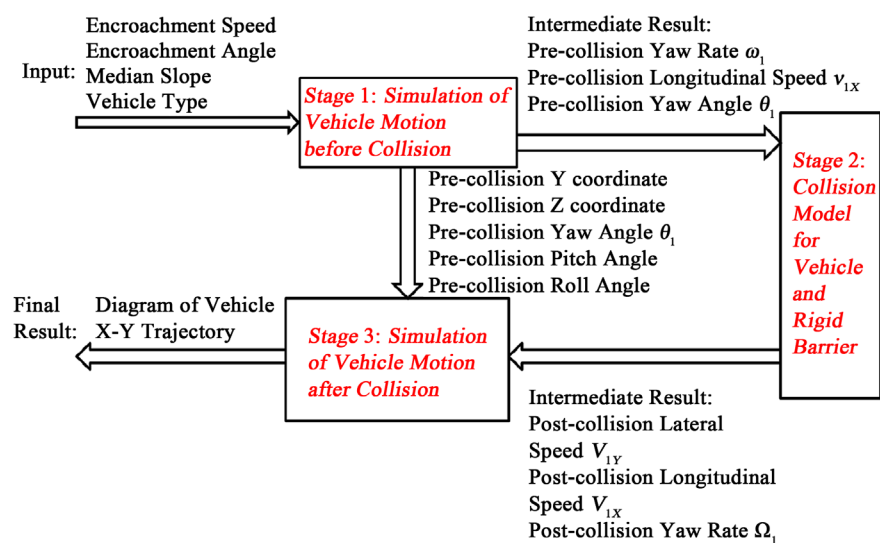 Encroachment Speed
Encroachment Angle
Input: Median Slope
Vehicle Type
Stage 1: Simulation of
Vehicle Motion
before Collision
Intermediate Result:
Pre-collision Yaw Rate ω₁
Pre-collision Longitudinal Speed v₁X
Pre-collision Yaw Angle θ₁
Stage 2:
Collision
Model
for
Vehicle
and
Rigid
Barrier
Pre-collision Y coordinate
Pre-collision Z coordinate
Pre-collision Yaw Angle θ₁
Pre-collision Pitch Angle
Pre-collision Roll Angle
Final Diagram of Vehicle
Result: X-Y Trajectory
Stage 3: Simulation
of Vehicle Motion
after Collision
Intermediate Result:
Post-collision Lateral
Speed V₁Y
Post-collision Longitudinal
Speed V₁X
Post-collision Yaw Rate Ω₁